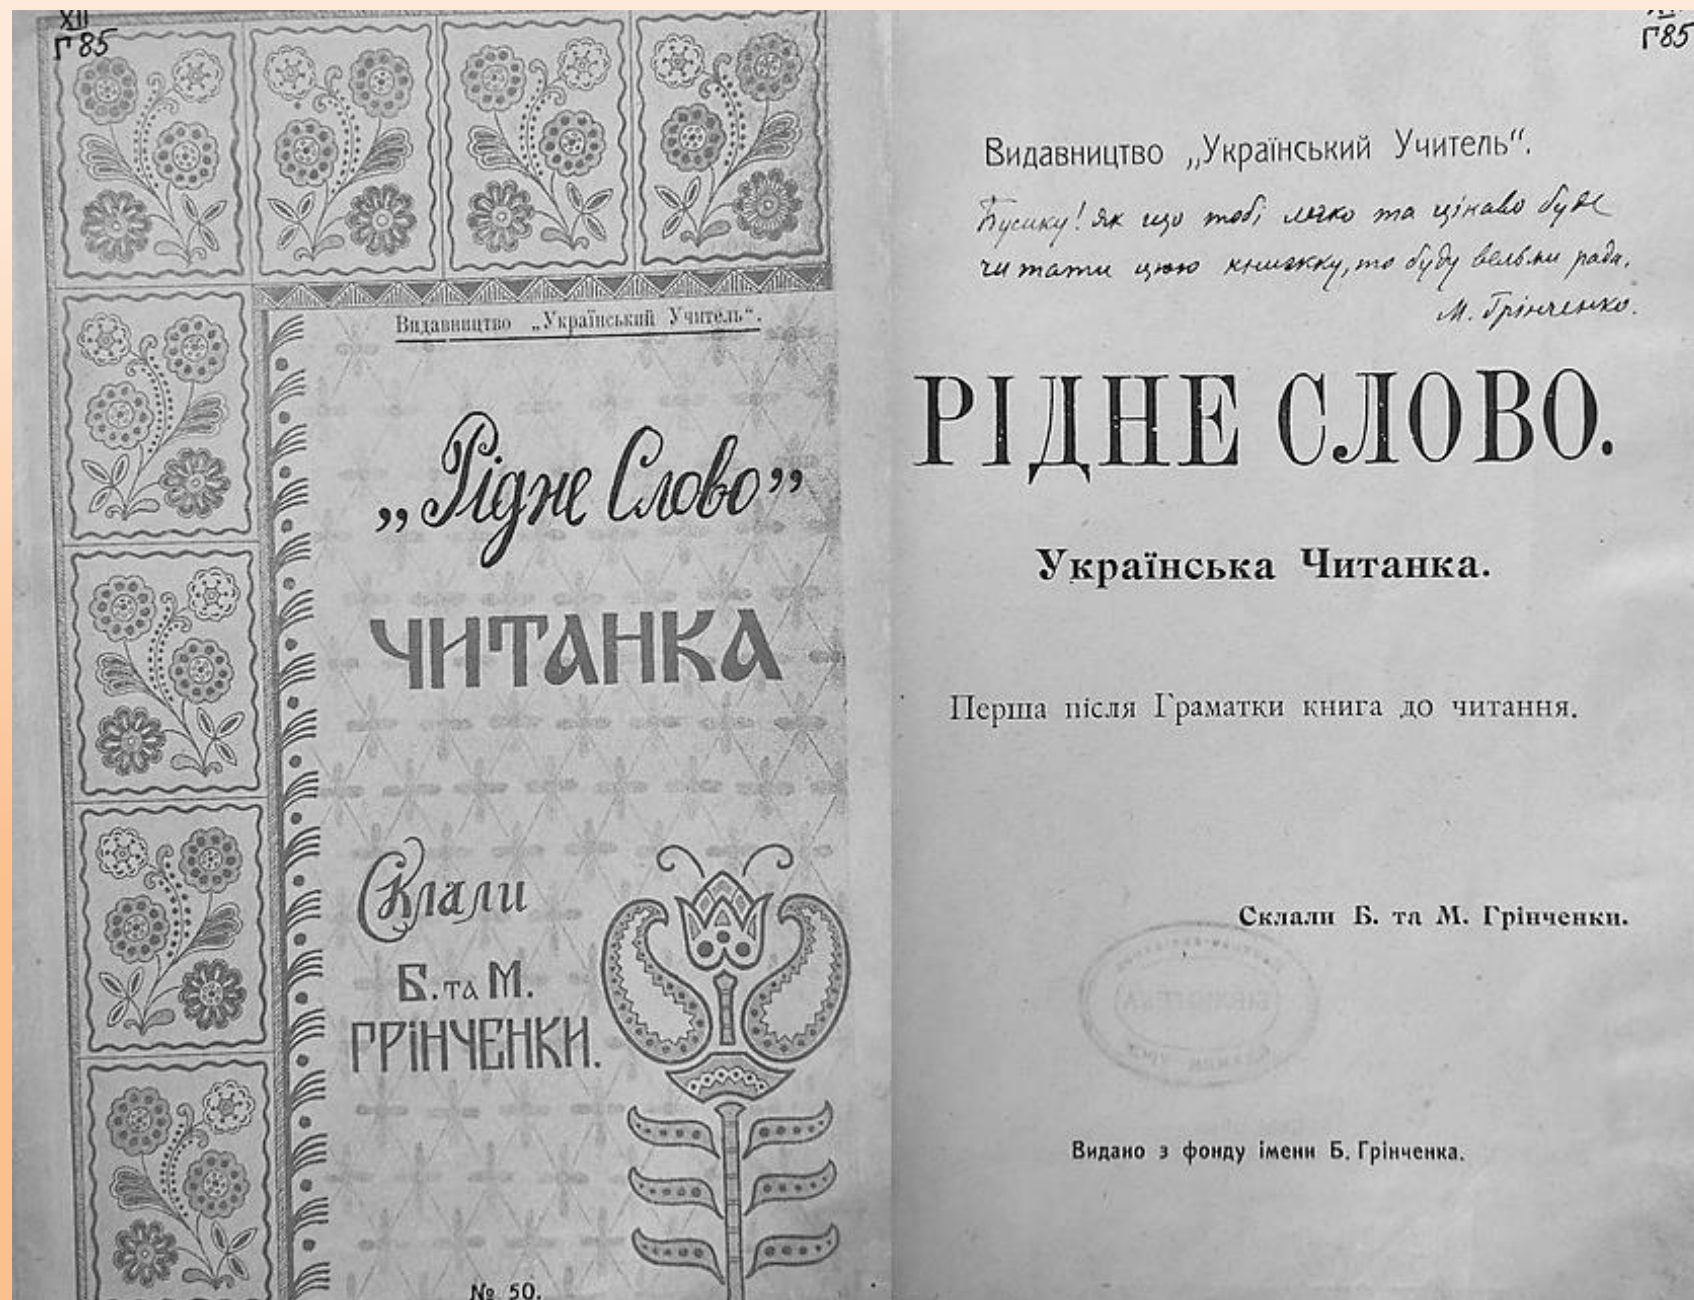 XII
Г 85
Видавництво „Український Учитель“.
„Рідне Слово”
ЧИТАНКА
Склали
Б. та М.
ГРІНЧЕНКИ.
№ 50.
Г85
Видавництво „Український Учитель“.
Бусику! Як що тобі легко та цікаво буде
читати цюю книжку, то буду вельми рада.
М. Грінченко.
РІДНЕ СЛОВО.
Українська Читанка.
Перша після Граматки книга до читання.
Склали Б. та М. Грінченки.
БІБЛІОТЕКА
Видано з фонду імени Б. Грінченка.